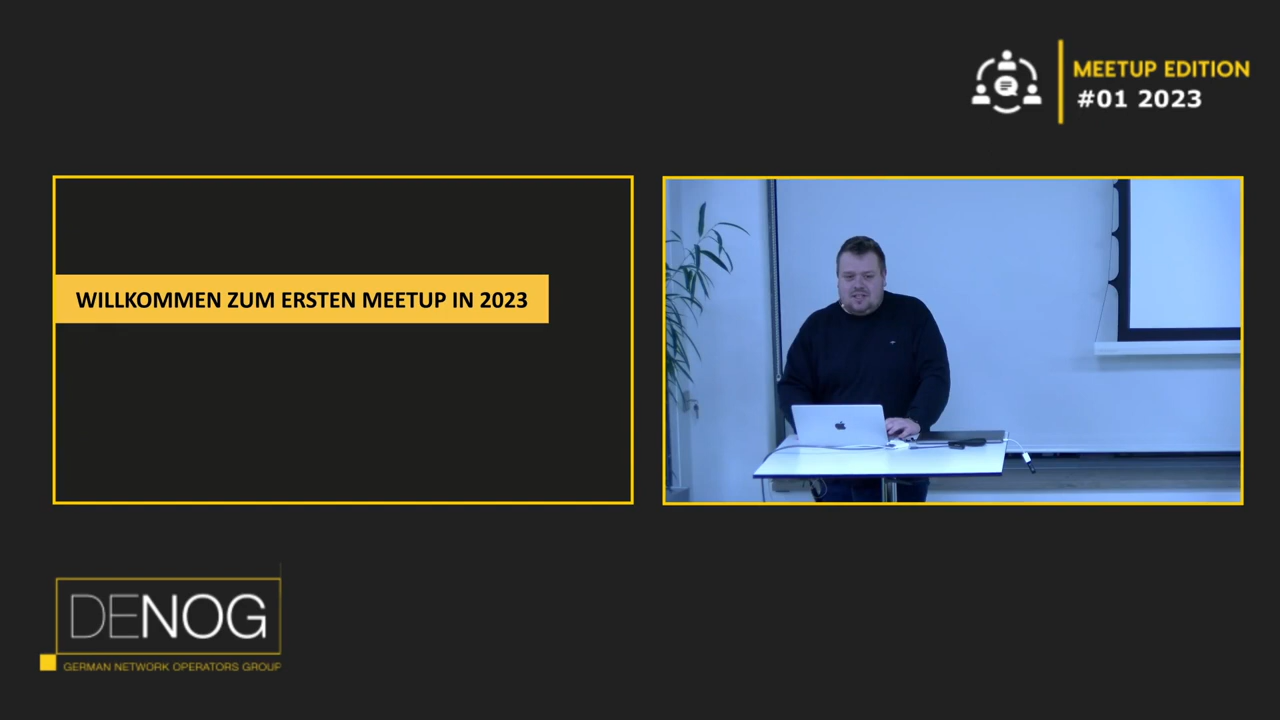 MEETUP EDITION
#01 2023
WILLKOMMEN ZUM ERSTEN MEETUP IN 2023
DENOG
GERMAN NETWORK OPERATORS GROUP